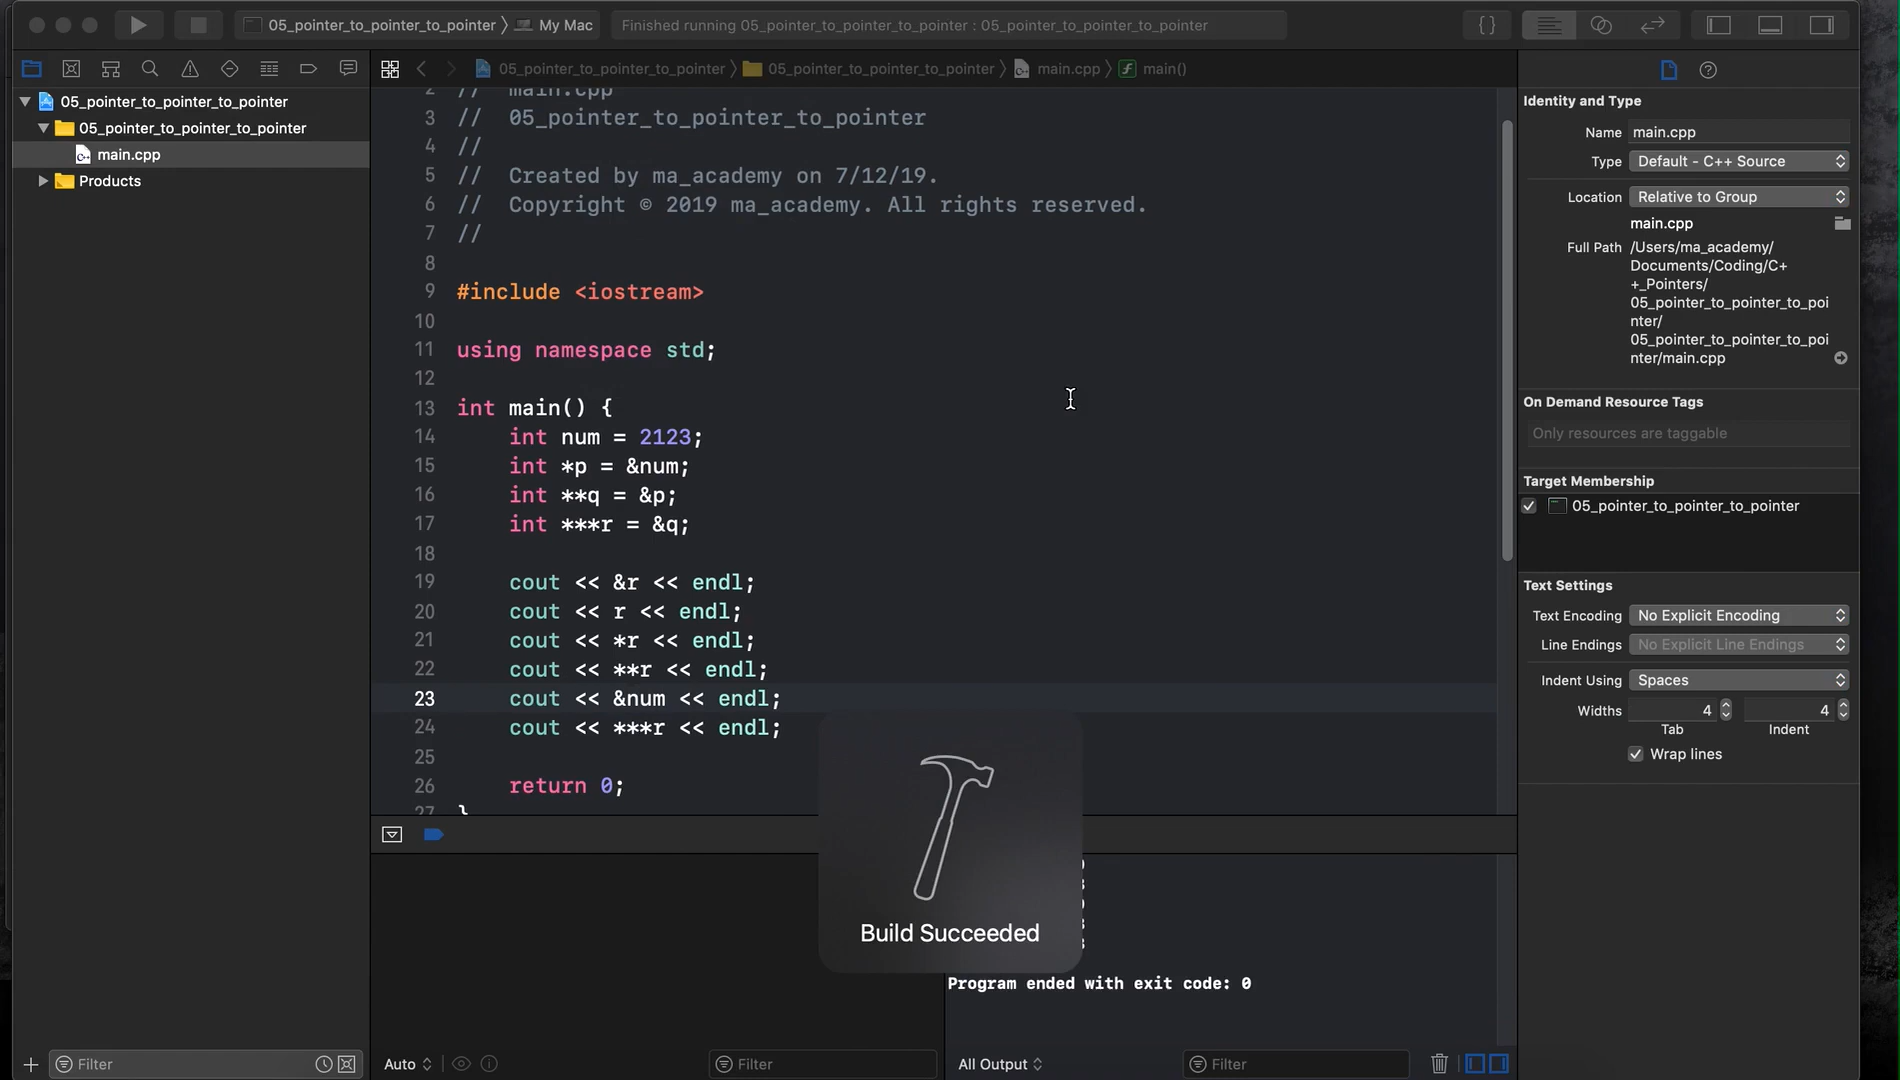 05_pointer_to_pointer_to_pointer 〉 My Mac
Finished running 05_pointer_to_pointer_to_pointer : 05_pointer_to_pointer_to_pointer
{}
05_pointer_to_pointer_to_pointer 〉 05_pointer_to_pointer_to_pointer 〉 main.cpp 〉 main()
05_pointer_to_pointer_to_pointer
05_pointer_to_pointer_to_pointer
main.cpp
Products
2 // main.cpp
3 // 05_pointer_to_pointer_to_pointer
4 //
5 // Created by ma_academy on 7/12/19.
6 // Copyright © 2019 ma_academy. All rights reserved.
7 //
8
9 #include <iostream>
10
11 using namespace std;
12
13 int main() {
14 int num = 2123;
15 int *p = &num;
16 int **q = &p;
17 int ***r = &q;
18
19 cout << &r << endl;
20 cout << r << endl;
21 cout << *r << endl;
22 cout << **r << endl;
23 cout << &num << endl;
24 cout << ***r << endl;
25
26 return 0;
27 }
Build Succeeded
Program ended with exit code: 0
Identity and Type
Name main.cpp
Type Default - C++ Source
Location Relative to Group
main.cpp
Full Path /Users/ma_academy/
Documents/Coding/C+
+_Pointers/
05_pointer_to_pointer_to_poi
nter/
05_pointer_to_pointer_to_poi
nter/main.cpp
On Demand Resource Tags
Only resources are taggable
Target Membership
05_pointer_to_pointer_to_pointer
Text Settings
Text Encoding No Explicit Encoding
Line Endings No Explicit Line Endings
Indent Using Spaces
Widths 4 4
Tab Indent
Wrap lines
Filter
Auto
Filter
All Output
Filter